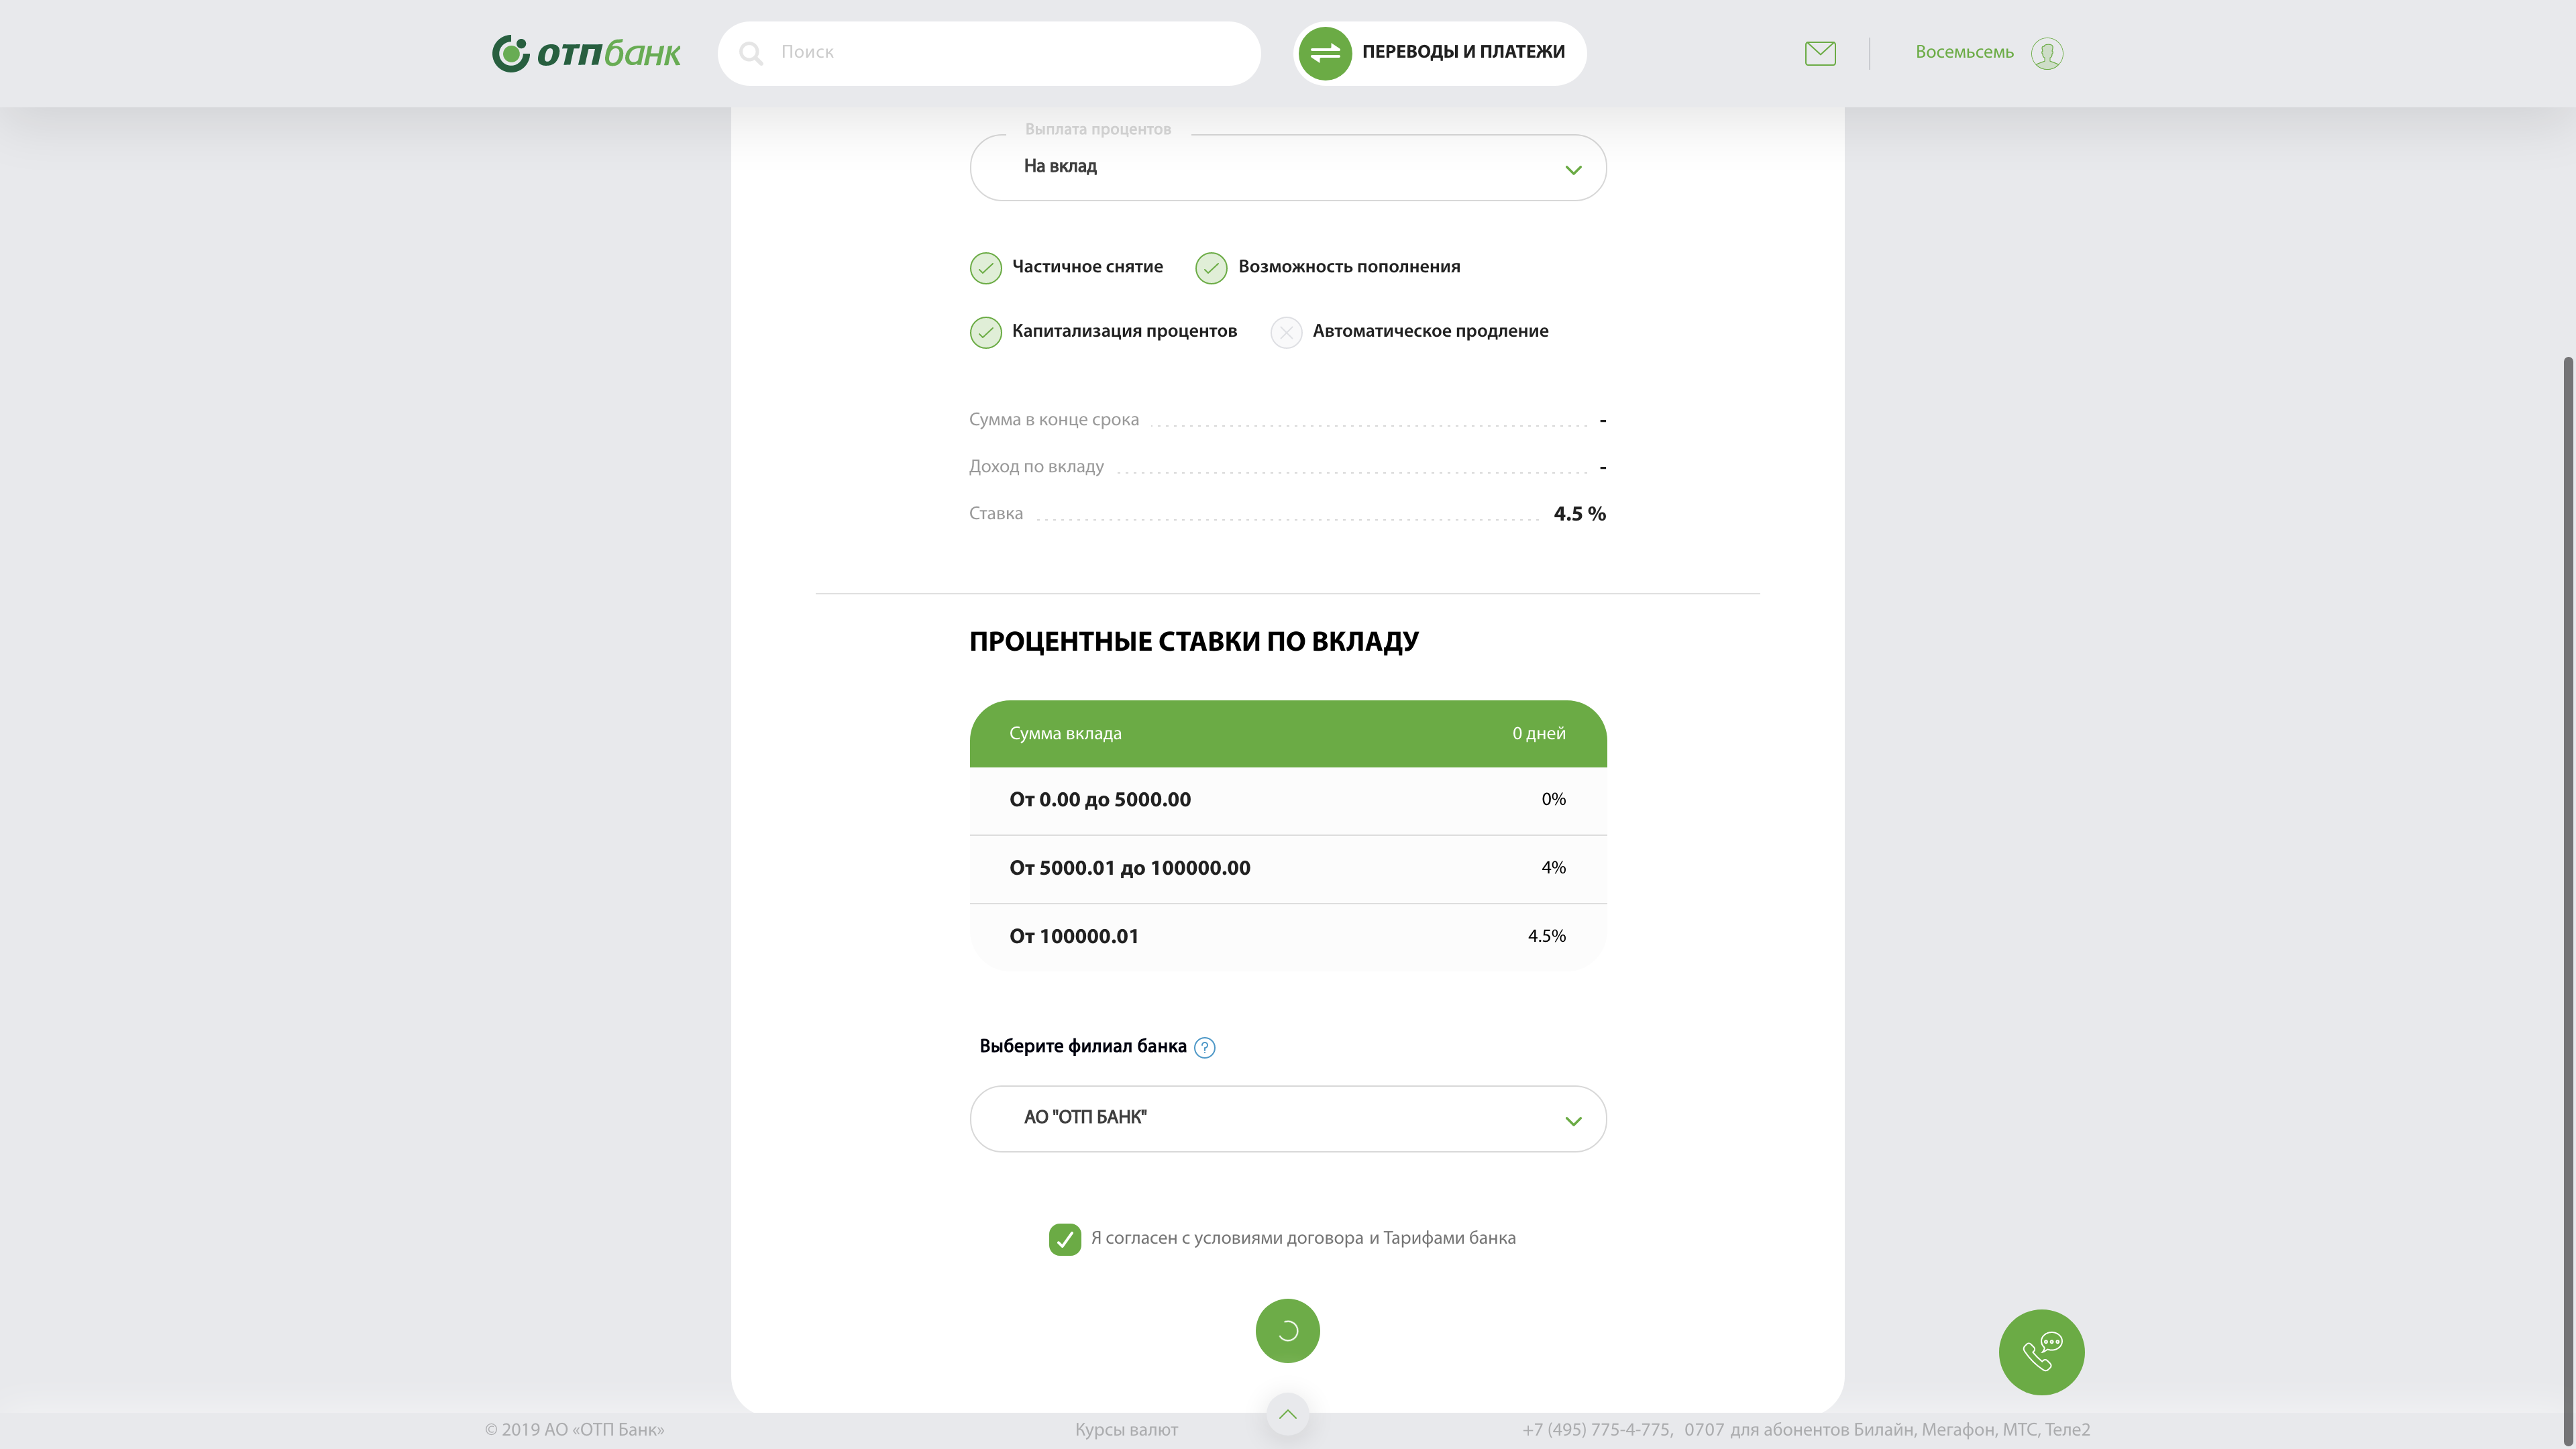 отпбанк
Поиск
ПЕРЕВОДЫ И ПЛАТЕЖИ
Восемьсемь
Выплата процентов
На вклад
Частичное снятие
Возможность пополнения
Капитализация процентов
Автоматическое продление
Сумма в конце срока -
Доход по вкладу -
Ставка 4.5 %
ПРОЦЕНТНЫЕ СТАВКИ ПО ВКЛАДУ
Сумма вклада 0 дней
От 0.00 до 5000.00 0%
От 5000.01 до 100000.00 4%
От 100000.01 4.5%
Выберите филиал банка ?
АО "ОТП БАНК"
Я согласен с условиями договора и Тарифами банка
© 2019 АО «ОТП Банк»
Курсы валют
+7 (495) 775-4-775, 0707 для абонентов Билайн, Мегафон, МТС, Теле2